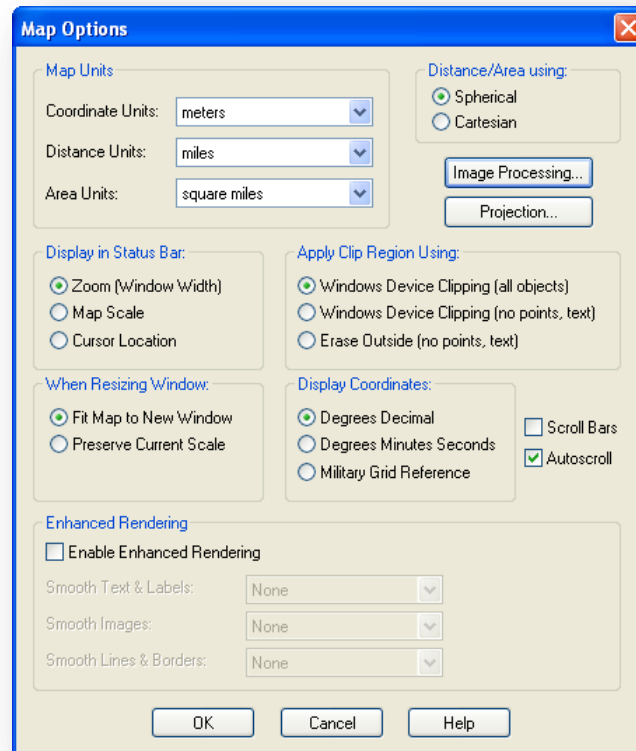 Map Options
Map Units
Coordinate Units: meters
Distance Units: miles
Area Units: square miles
Distance/Area using:
Spherical
Cartesian
Image Processing...
Projection...
Display in Status Bar:
Zoom (Window Width)
Map Scale
Cursor Location
Apply Clip Region Using:
Windows Device Clipping (all objects)
Windows Device Clipping (no points, text)
Erase Outside (no points, text)
When Resizing Window:
Fit Map to New Window
Preserve Current Scale
Display Coordinates:
Degrees Decimal
Degrees Minutes Seconds
Military Grid Reference
Scroll Bars
Autoscroll
Enhanced Rendering
Enable Enhanced Rendering
Smooth Text & Labels: None
Smooth Images: None
Smooth Lines & Borders: None
OK Cancel Help